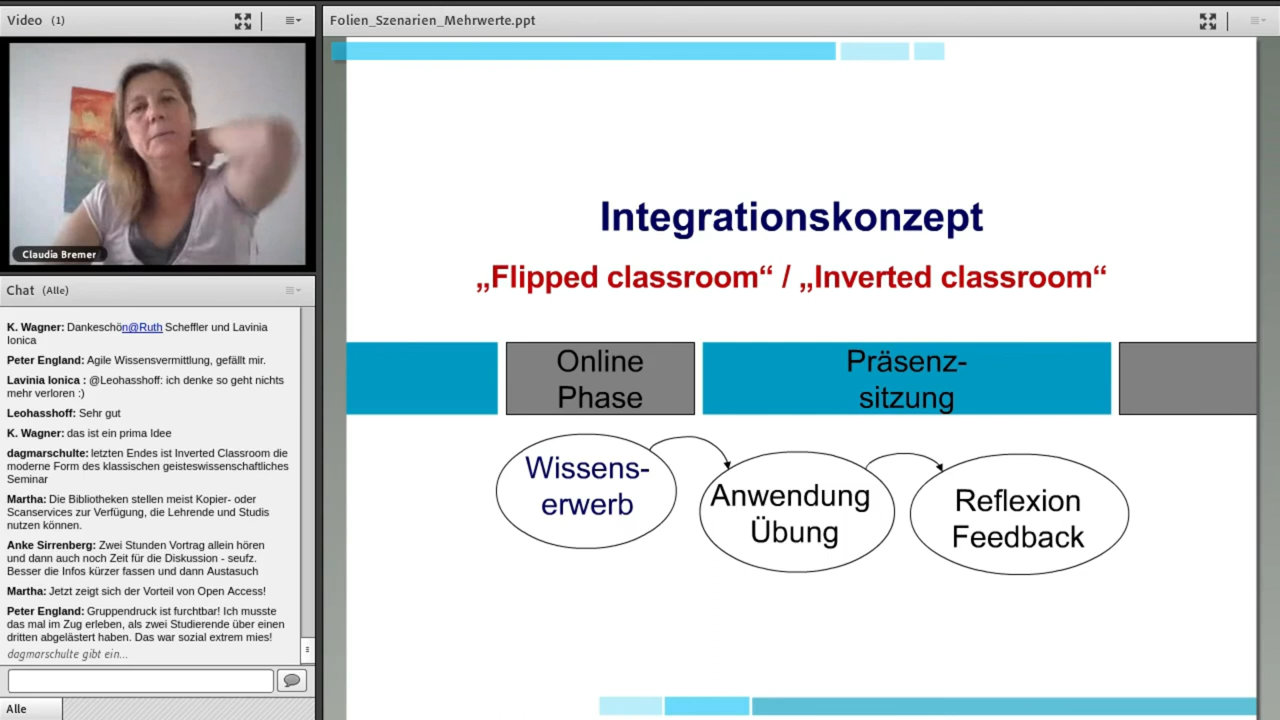 Video (1)
Claudia Bremer
Chat (Alle)
K. Wagner: Dankeschön@Ruth Scheffler und Lavinia
Ionica
Peter England: Agile Wissensvermittlung, gefällt mir.
Lavinia Ionica : @Leohasshoff: ich denke so geht nichts
mehr verloren :)
Leohasshoff: Sehr gut
K. Wagner: das ist ein prima Idee
dagmarschulte: letzten Endes ist Inverted Classroom die
moderne Form des klassischen geisteswissenschaftliches
Seminar
Martha: Die Bibliotheken stellen meist Kopier- oder
Scanservices zur Verfügung, die Lehrende und Studis
nutzen können.
Anke Sirrenberg: Zwei Stunden Vortrag allein hören
und dann auch noch Zeit für die Diskussion - seufz.
Besser die Infos kürzer fassen und dann Austasuch
Martha: Jetzt zeigt sich der Vorteil von Open Access!
Peter England: Gruppendruck ist furchtbar! Ich musste
das mal im Zug erleben, als zwei Studierende über einen
dritten abgelästert haben. Das war sozial extrem mies!
dagmarschulte gibt ein...
Alle
Folien_Szenarien_Mehrwerte.ppt
Integrationskonzept
„Flipped classroom“ / „Inverted classroom“
Online
Phase
Präsenz-
sitzung
Wissens-
erwerb
Anwendung
Übung
Reflexion
Feedback